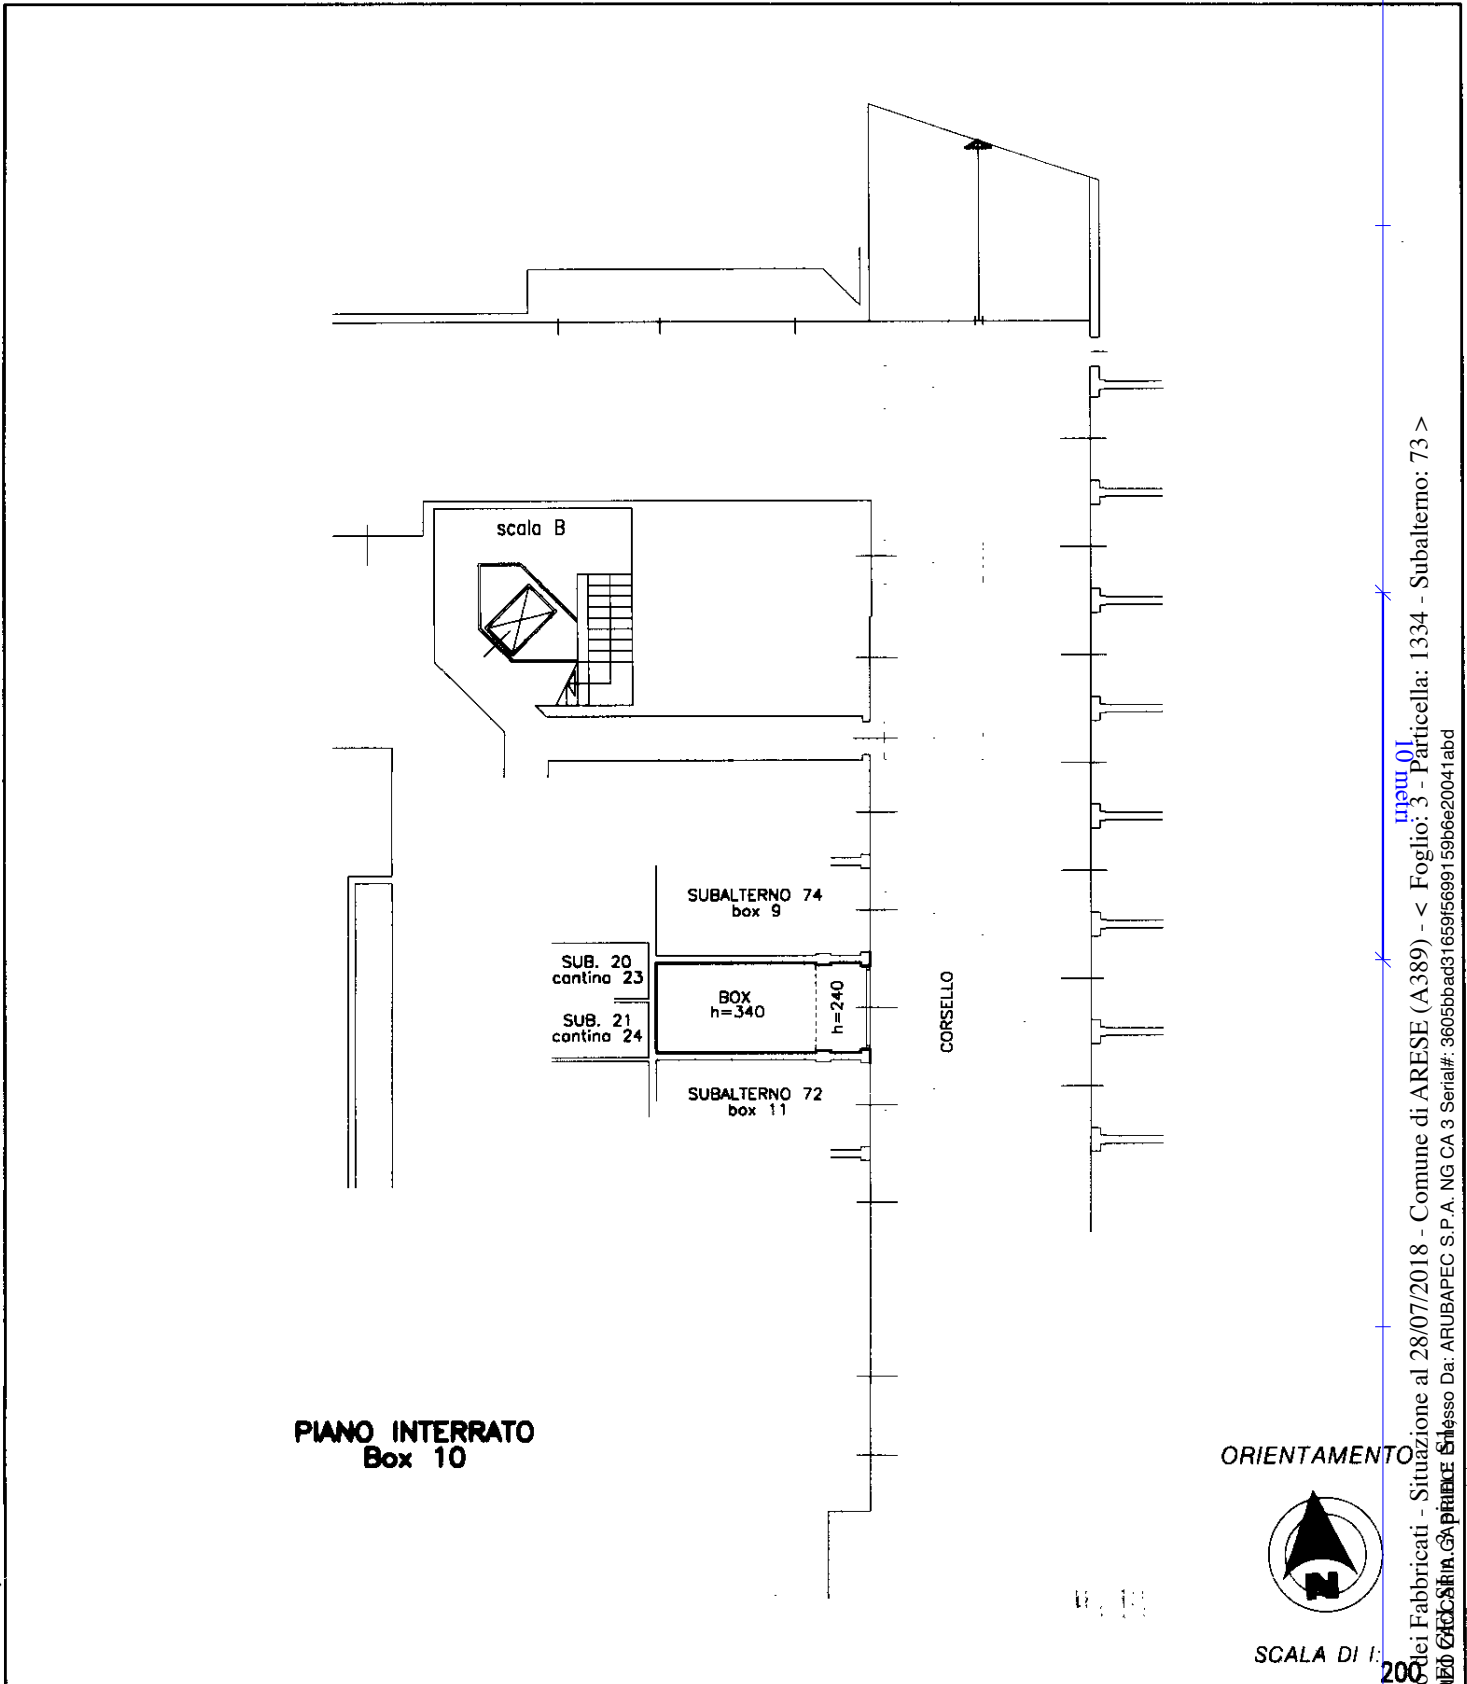 scala B
SUBALTERNO 74
box 9
SUB. 20
cantina 23
BOX
h=340
h=240
SUB. 21
cantina 24
CORSELLO
SUBALTERNO 72
box 11
PIANO INTERRATO
Box 10
ORIENTAMENTO
N
SCALA DI I:
200
10 metri
dei Fabbricati - Situazione al 28/07/2018 - Comune di ARESE (A389) - < Foglio: 3 - Particella: 1334 - Subalterno: 73 >
Da: ARUBAPEC S.P.A. NG CA 3 Serial#: 3605bbad31659f5699159b6e20041abd